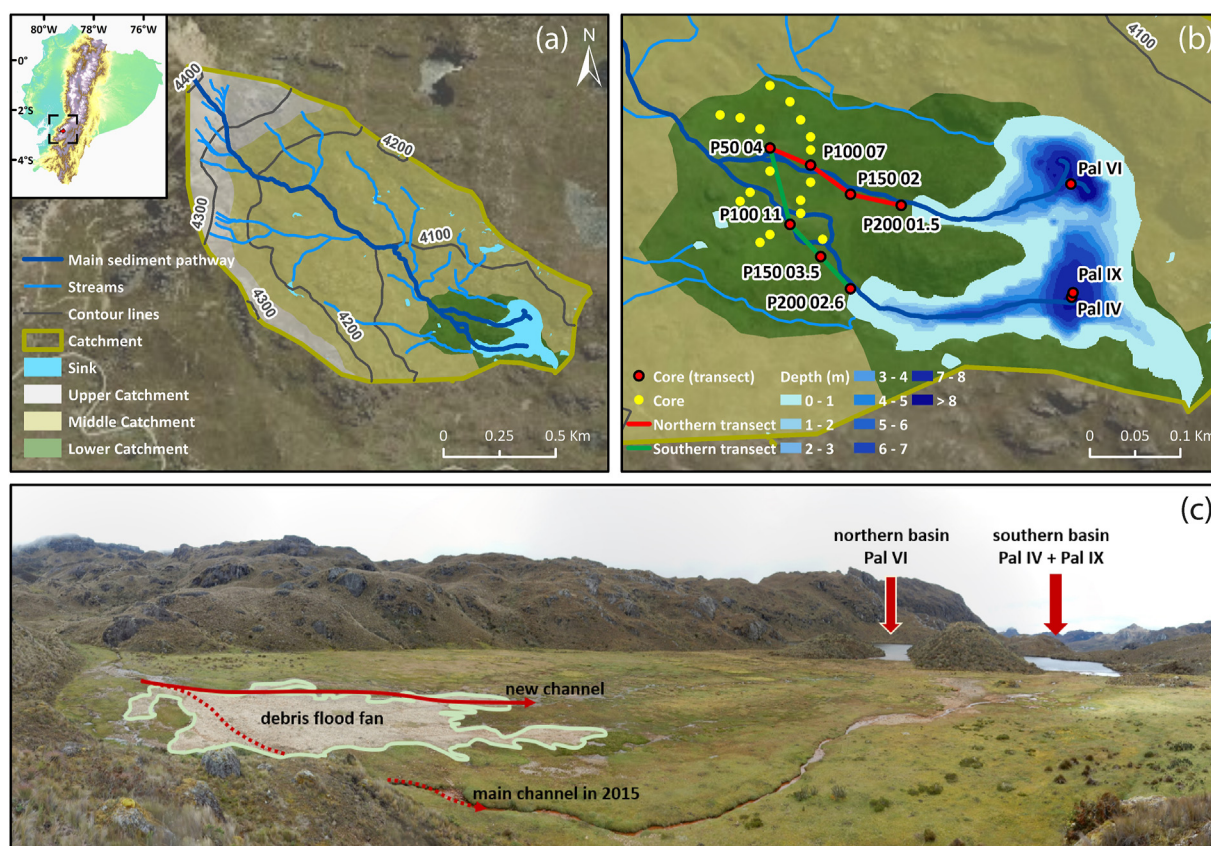 80°W 78°W 76°W
0°
2°S
4°S
(a)
N
4400
4200
4300
4100
4300
4200
Main sediment pathway
Streams
Contour lines
Catchment
Sink
Upper Catchment
Middle Catchment
Lower Catchment
0 0.25 0.5 Km
(b)
4100
P50 04
P100 07
P150 02
P200 01.5
P100 11
P150 03.5
P200 02.6
Pal VI
Pal IX
Pal IV
Core (transect)
Core
Northern transect
Southern transect
Depth (m)
0 - 1
1 - 2
2 - 3
3 - 4
4 - 5
5 - 6
6 - 7
7 - 8
> 8
0 0.05 0.1 Km
(c)
northern basin
Pal VI
southern basin
Pal IV + Pal IX
new channel
debris flood fan
main channel in 2015